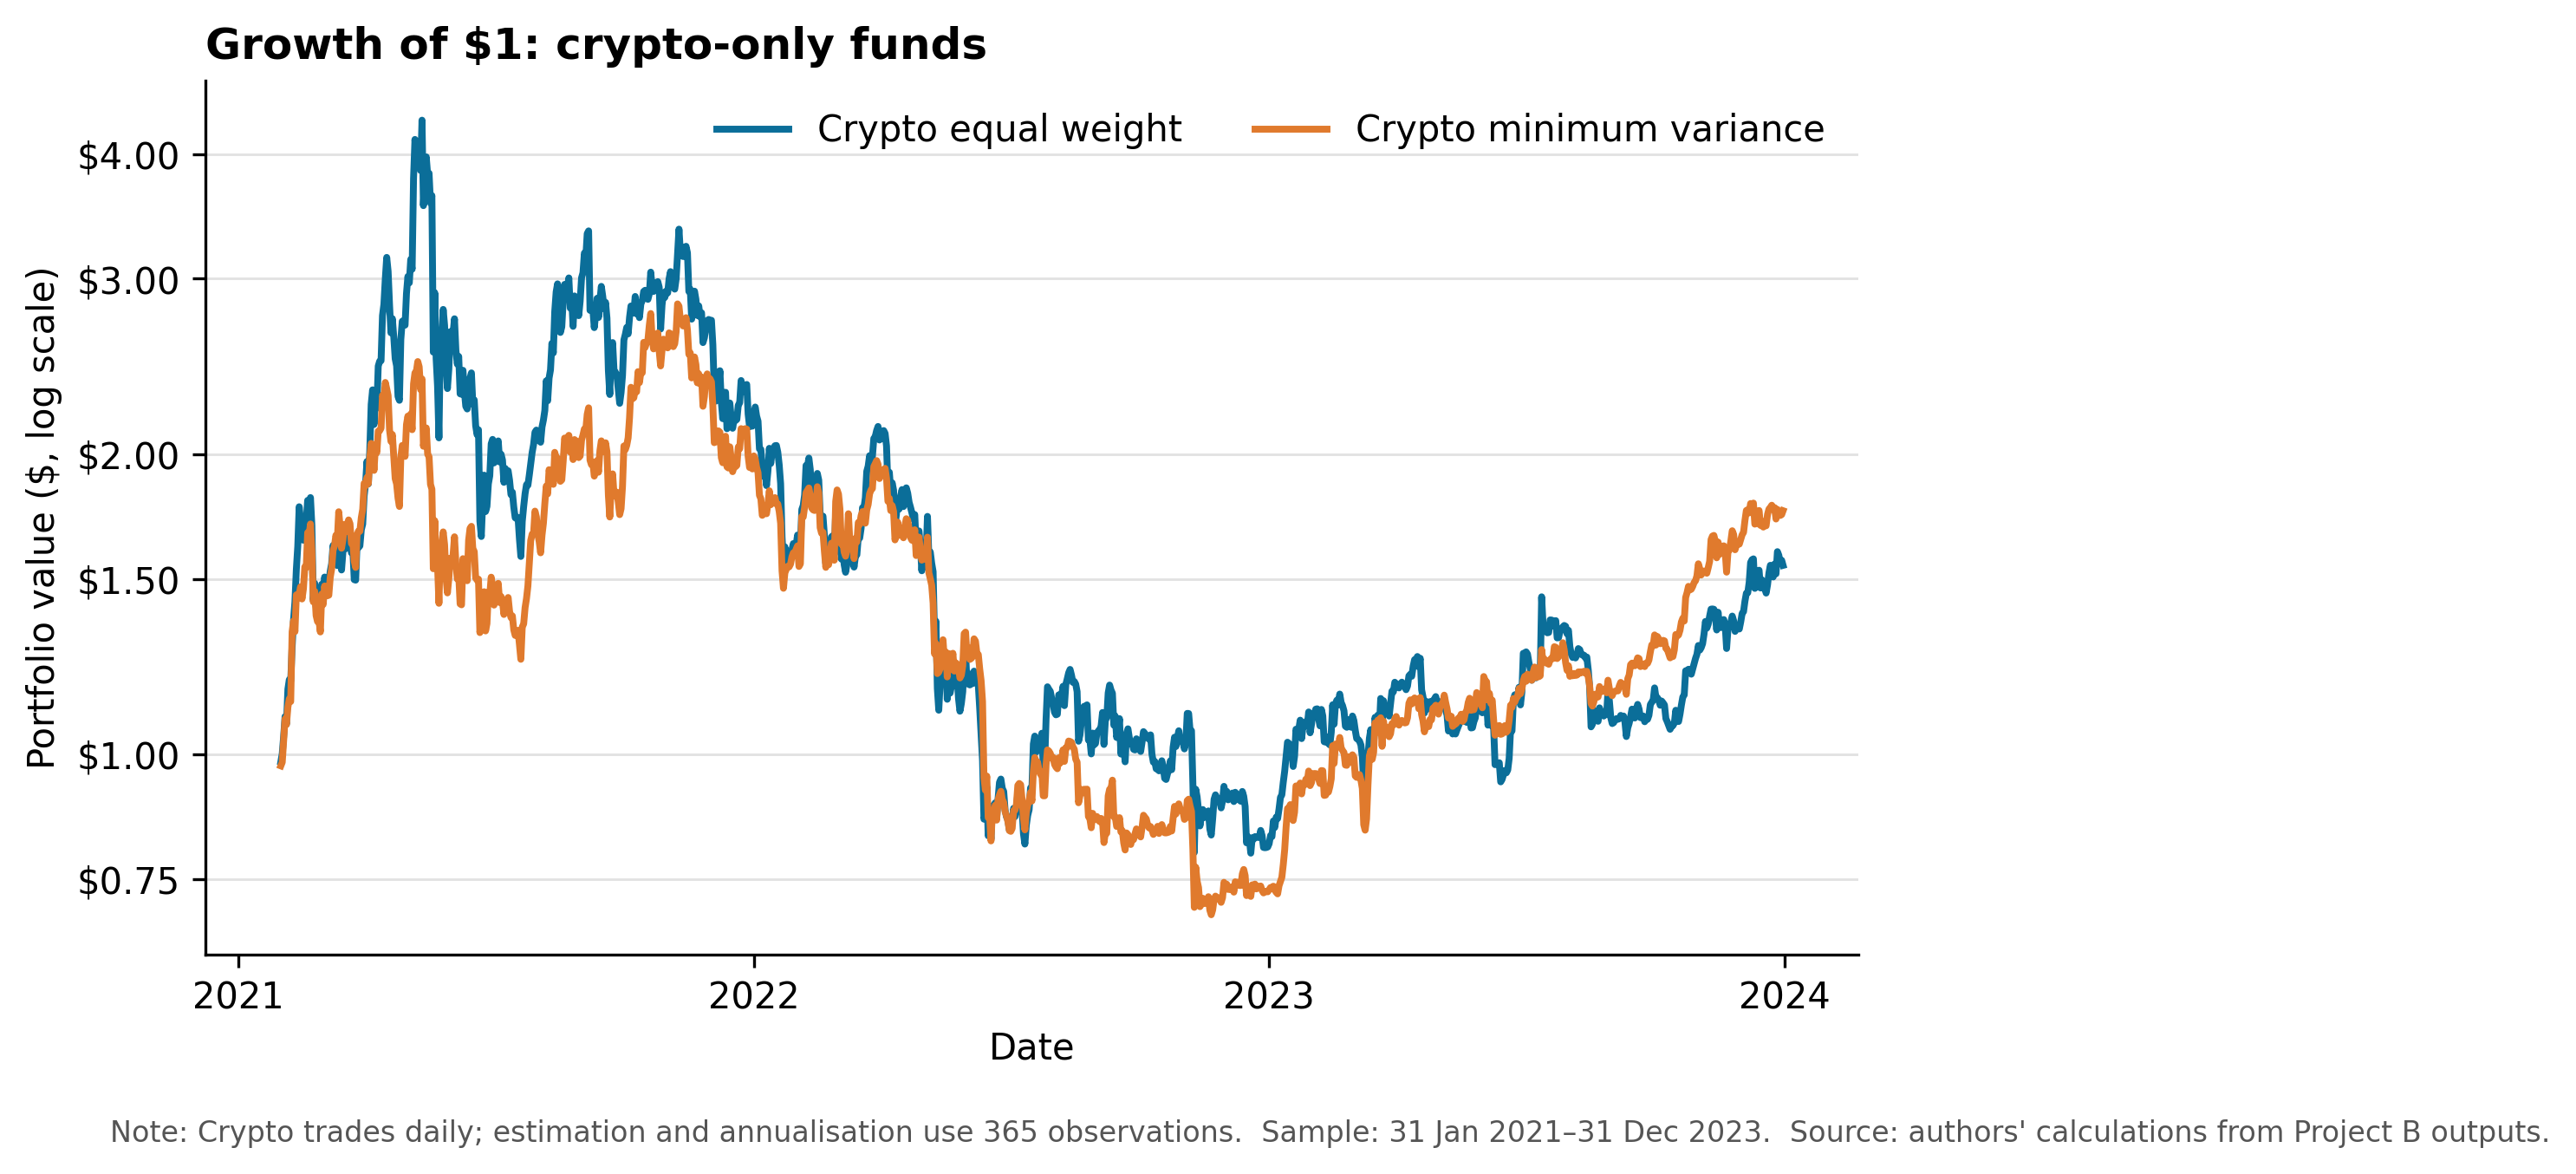 Growth of $1: crypto-only funds
Crypto equal weight
Crypto minimum variance
Portfolio value ($, log scale)
$4.00
$3.00
$2.00
$1.50
$1.00
$0.75
2021
2022
2023
2024
Date
Note: Crypto trades daily; estimation and annualisation use 365 observations.  Sample: 31 Jan 2021–31 Dec 2023.  Source: authors' calculations from Project B outputs.